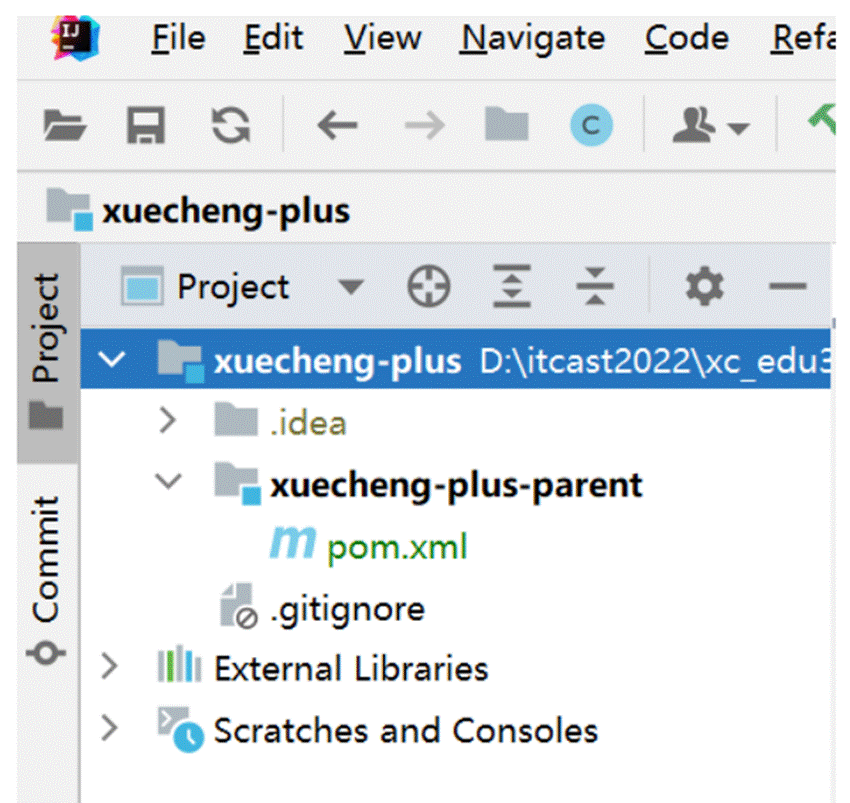 File Edit View Navigate Code Refa
xuecheng-plus
Project
Project
xuecheng-plus D:\itcast2022\xc_edu3
.idea
xuecheng-plus-parent
pom.xml
.gitignore
External Libraries
Scratches and Consoles
Commit